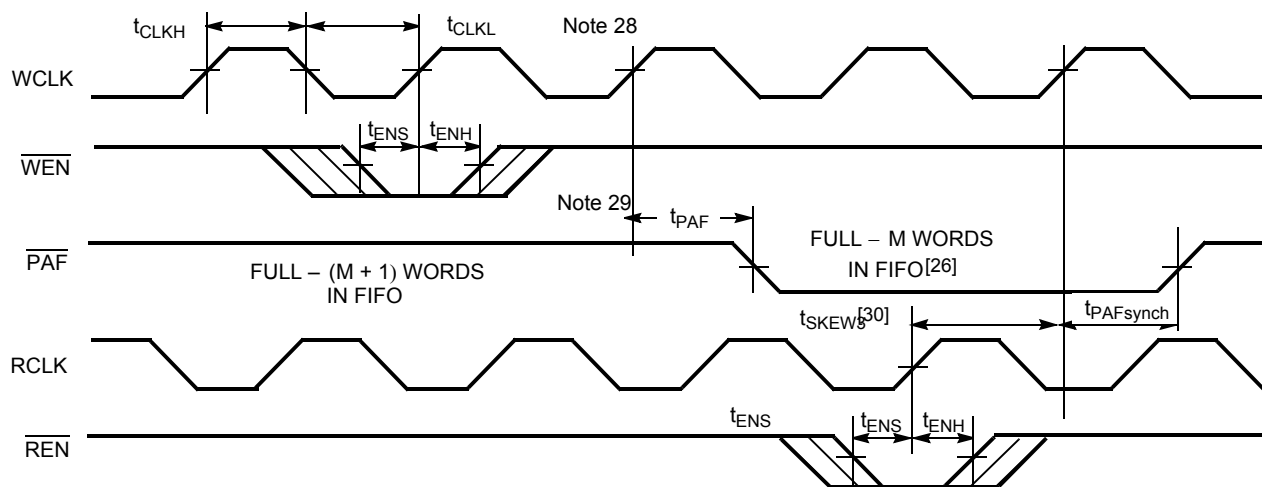 tCLKH
tCLKL
Note 28
WCLK
tENS
tENH
WEN
Note 29
tPAF
PAF
FULL – (M + 1) WORDS
IN FIFO
FULL – M WORDS
IN FIFO[26]
tSKEW3[30]
tPAFsynch
RCLK
tENS
tENS
tENH
REN